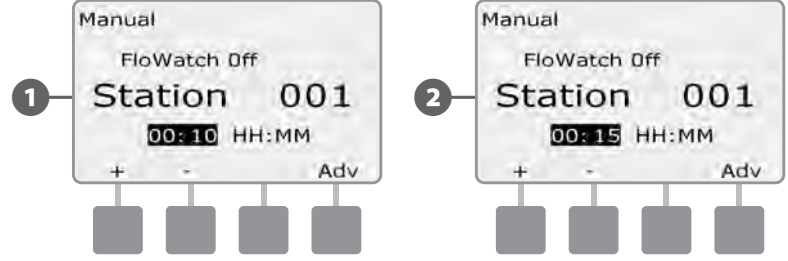 1
Manual
FloWatch Off
Station 001
00:10 HH:MM
+ - Adv
2
Manual
FloWatch Off
Station 001
00:15 HH:MM
+ - Adv